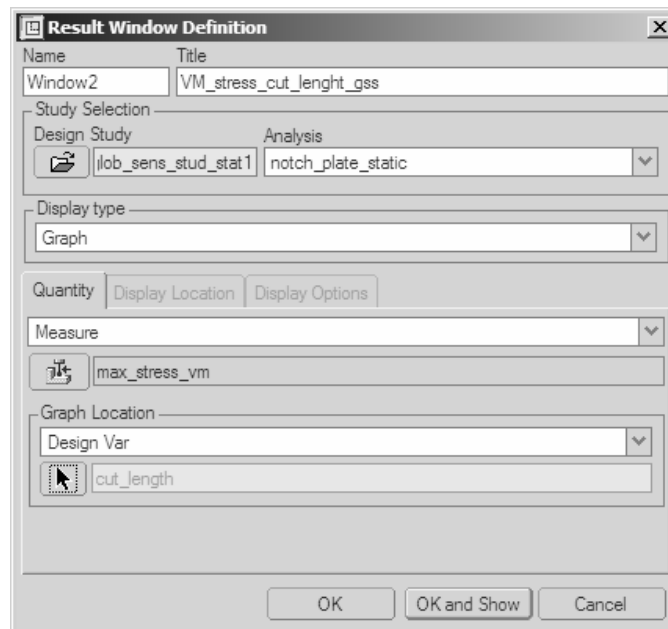 Result Window Definition
Name Title
Window2 VM_stress_cut_lenght_gss
Study Selection
Design Study Analysis
glob_sens_stud_stat1 notch_plate_static
Display type
Graph
Quantity Display Location Display Options
Measure
max_stress_vm
Graph Location
Design Var
cut_length
OK OK and Show Cancel